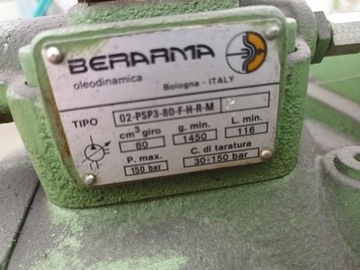 BERARMA
oleodinamica
Bologna - ITALY
TIPO 02-PSP3-80-F-H-R-M
cm³ giro g. min. L. min.
80 1450 116
P. max. C. di taratura
150 bar 30÷150 bar